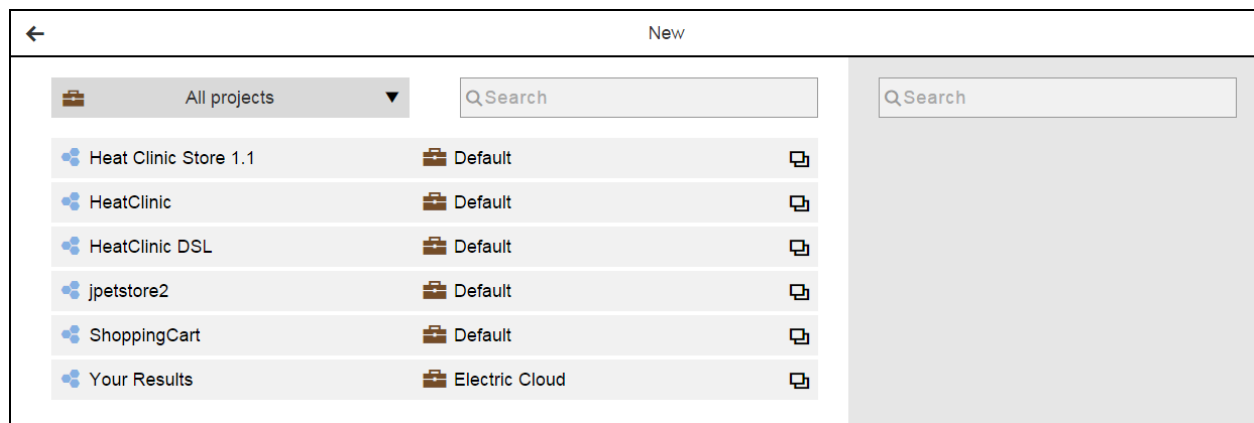 New
All projects Search Search
Heat Clinic Store 1.1 Default
HeatClinic Default
HeatClinic DSL Default
jpetstore2 Default
ShoppingCart Default
Your Results Electric Cloud